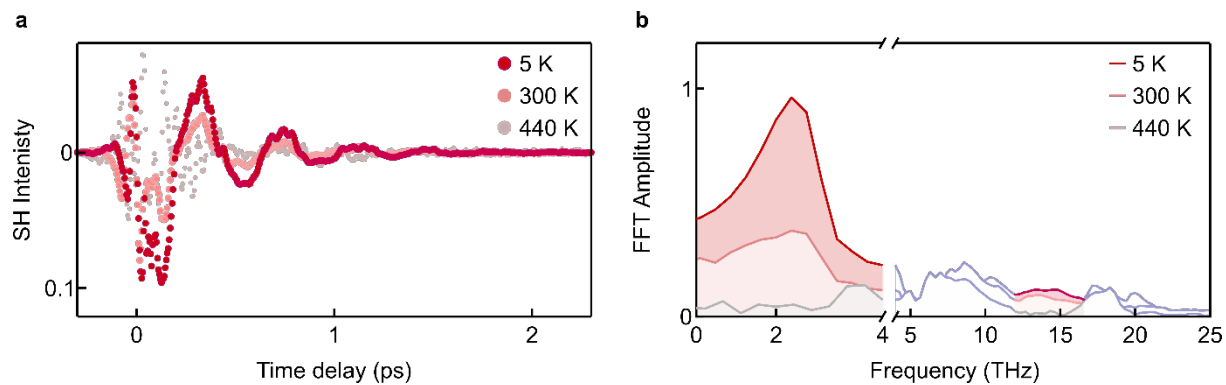 a
5 K
300 K
440 K
0
0.1
SH Intenisty
0
1
2
Time delay (ps)
b
5 K
300 K
440 K
1
0
FFT Amplitude
0
2
4
4
5
10
15
20
25
Frequency (THz)